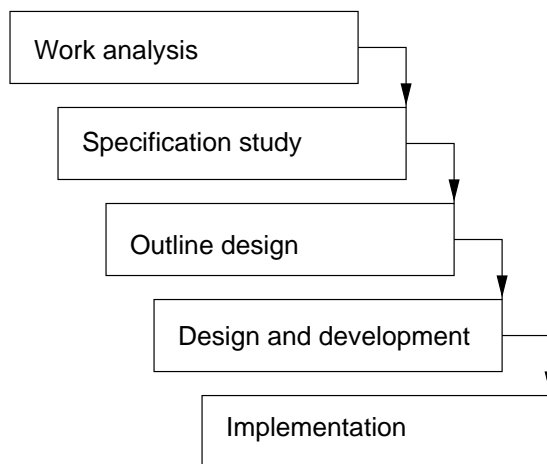 Work analysis
Specification study
Outline design
Design and development
Implementation